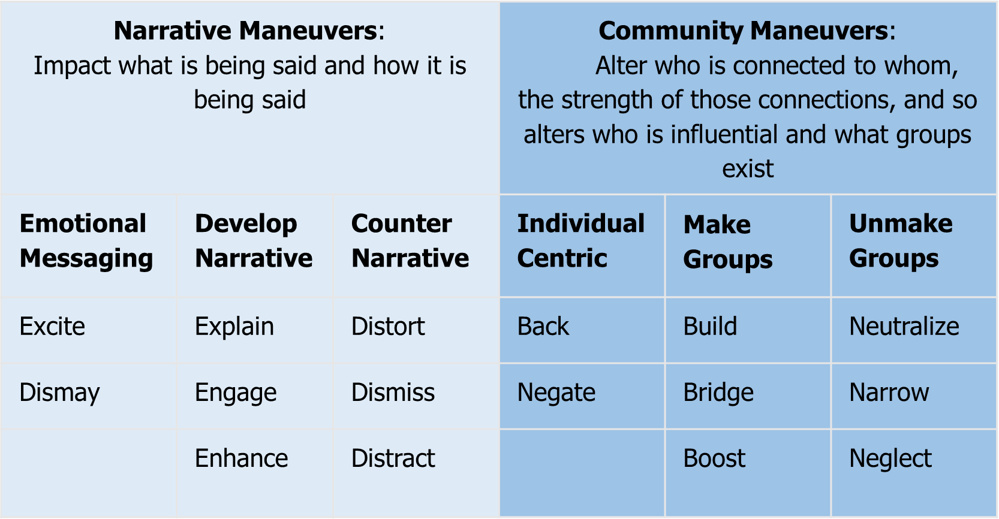 Narrative Maneuvers:
Impact what is being said and how it is
being said
Community Maneuvers:
Alter who is connected to whom,
the strength of those connections, and so
alters who is influential and what groups
exist
Emotional
Messaging
Develop
Narrative
Counter
Narrative
Individual
Centric
Make
Groups
Unmake
Groups
Excite
Explain
Distort
Back
Build
Neutralize
Dismay
Engage
Dismiss
Negate
Bridge
Narrow
Enhance
Distract
Boost
Neglect